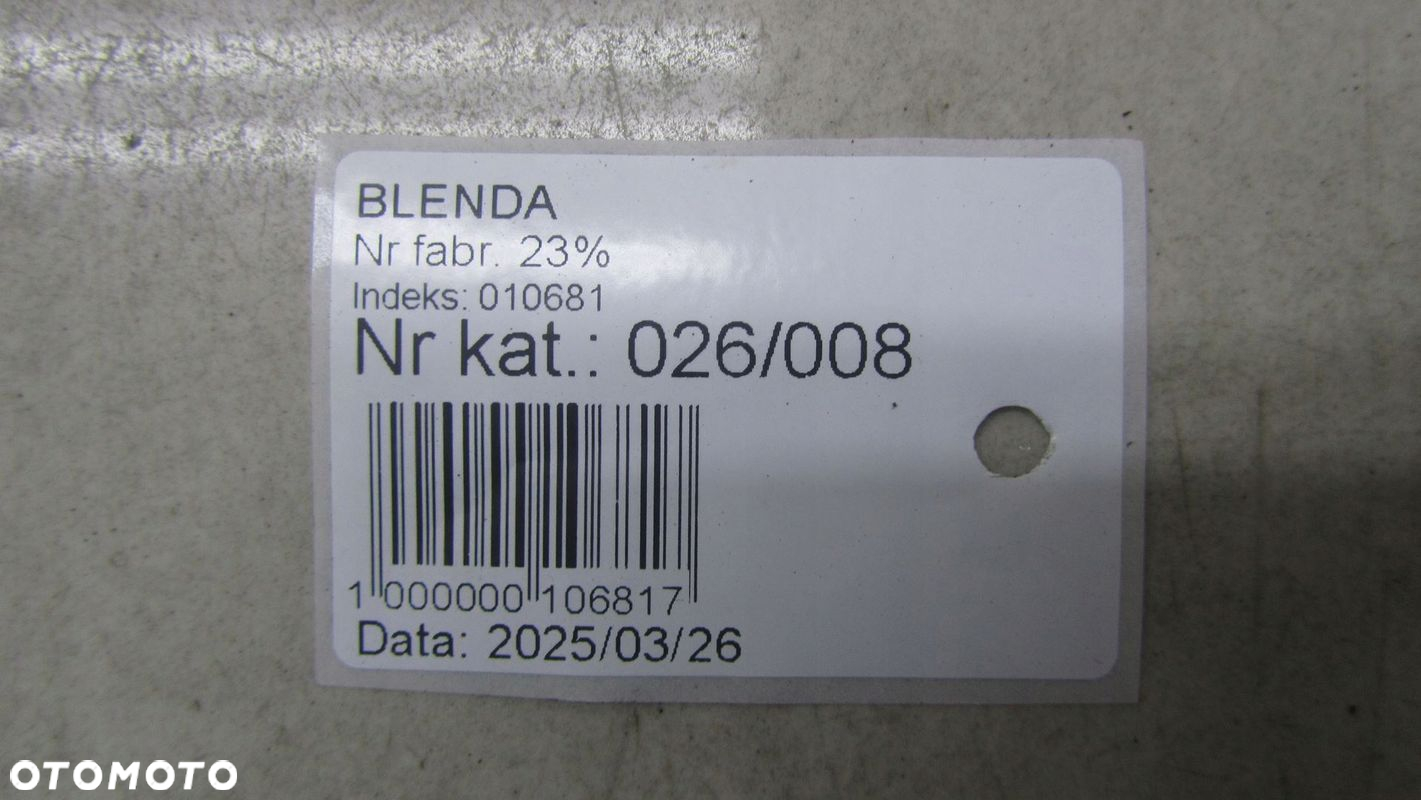 BLENDA
Nr fabr. 23%
Indeks: 010681
Nr kat.: 026/008
1 000000 106817
Data: 2025/03/26
OTOMOTO